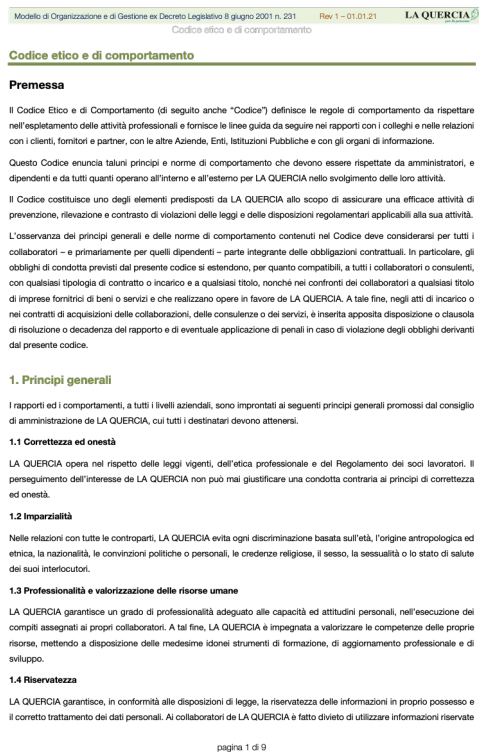 Modello di Organizzazione e di Gestione ex Decreto Legislativo 8 giugno 2001 n. 231 Rev 1 – 01.01.21 LA QUERCIA
Codice etico e di comportamento
Codice etico e di comportamento
Premessa
Il Codice Etico e di Comportamento (di seguito anche “Codice”) definisce le regole di comportamento da rispettare
nell'espletamento delle attività professionali e fornisce le linee guida da seguire nei rapporti con i colleghi e nelle relazioni
con i clienti, fornitori e partner, con le altre Aziende, Enti, Istituzioni Pubbliche e con gli organi di informazione.
Questo Codice enuncia taluni principi e norme di comportamento che devono essere rispettate da amministratori, e
dipendenti e da tutti quanti operano all'interno e all'esterno per LA QUERCIA nello svolgimento delle loro attività.
Il Codice costituisce uno degli elementi predisposti da LA QUERCIA allo scopo di assicurare una efficace attività di
prevenzione, rilevazione e contrasto di violazioni delle leggi e delle disposizioni regolamentari applicabili alla sua attività.
L'osservanza dei principi generali e delle norme di comportamento contenuti nel Codice deve considerarsi per tutti i
collaboratori – e primariamente per quelli dipendenti – parte integrante delle obbligazioni contrattuali. In particolare, gli
obblighi di condotta previsti dal presente codice si estendono, per quanto compatibili, a tutti i collaboratori o consulenti,
con qualsiasi tipologia di contratto o incarico e a qualsiasi titolo, nonché nei confronti dei collaboratori a qualsiasi titolo
di imprese fornitrici di beni o servizi e che realizzano opere in favore de LA QUERCIA. A tale fine, negli atti di incarico o
nei contratti di acquisizioni delle collaborazioni, delle consulenze o dei servizi, è inserita apposita disposizione o clausola
di risoluzione o decadenza del rapporto e di eventuale applicazione di penali in caso di violazione degli obblighi derivanti
dal presente codice.
1. Principi generali
I rapporti ed i comportamenti, a tutti i livelli aziendali, sono improntati ai seguenti principi generali promossi dal consiglio
di amministrazione de LA QUERCIA, cui tutti i destinatari devono attenersi.
1.1 Correttezza ed onestà
LA QUERCIA opera nel rispetto delle leggi vigenti, dell'etica professionale e del Regolamento dei soci lavoratori. Il
perseguimento dell'interesse de LA QUERCIA non può mai giustificare una condotta contraria ai principi di correttezza
ed onestà.
1.2 Imparzialità
Nelle relazioni con tutte le controparti, LA QUERCIA evita ogni discriminazione basata sull'età, l'origine antropologica ed
etnica, la nazionalità, le convinzioni politiche o personali, le credenze religiose, il sesso, la sessualità o lo stato di salute
dei suoi interlocutori.
1.3 Professionalità e valorizzazione delle risorse umane
LA QUERCIA garantisce un grado di professionalità adeguato alle capacità ed attitudini personali, nell'esecuzione dei
compiti assegnati ai propri collaboratori. A tal fine, LA QUERCIA è impegnata a valorizzare le competenze delle proprie
risorse, mettendo a disposizione delle medesime idonei strumenti di formazione, di aggiornamento professionale e di
sviluppo.
1.4 Riservatezza
LA QUERCIA garantisce, in conformità alle disposizioni di legge, la riservatezza delle informazioni in proprio possesso e
il corretto trattamento dei dati personali. Ai collaboratori de LA QUERCIA è fatto divieto di utilizzare informazioni riservate
pagina 1 di 9